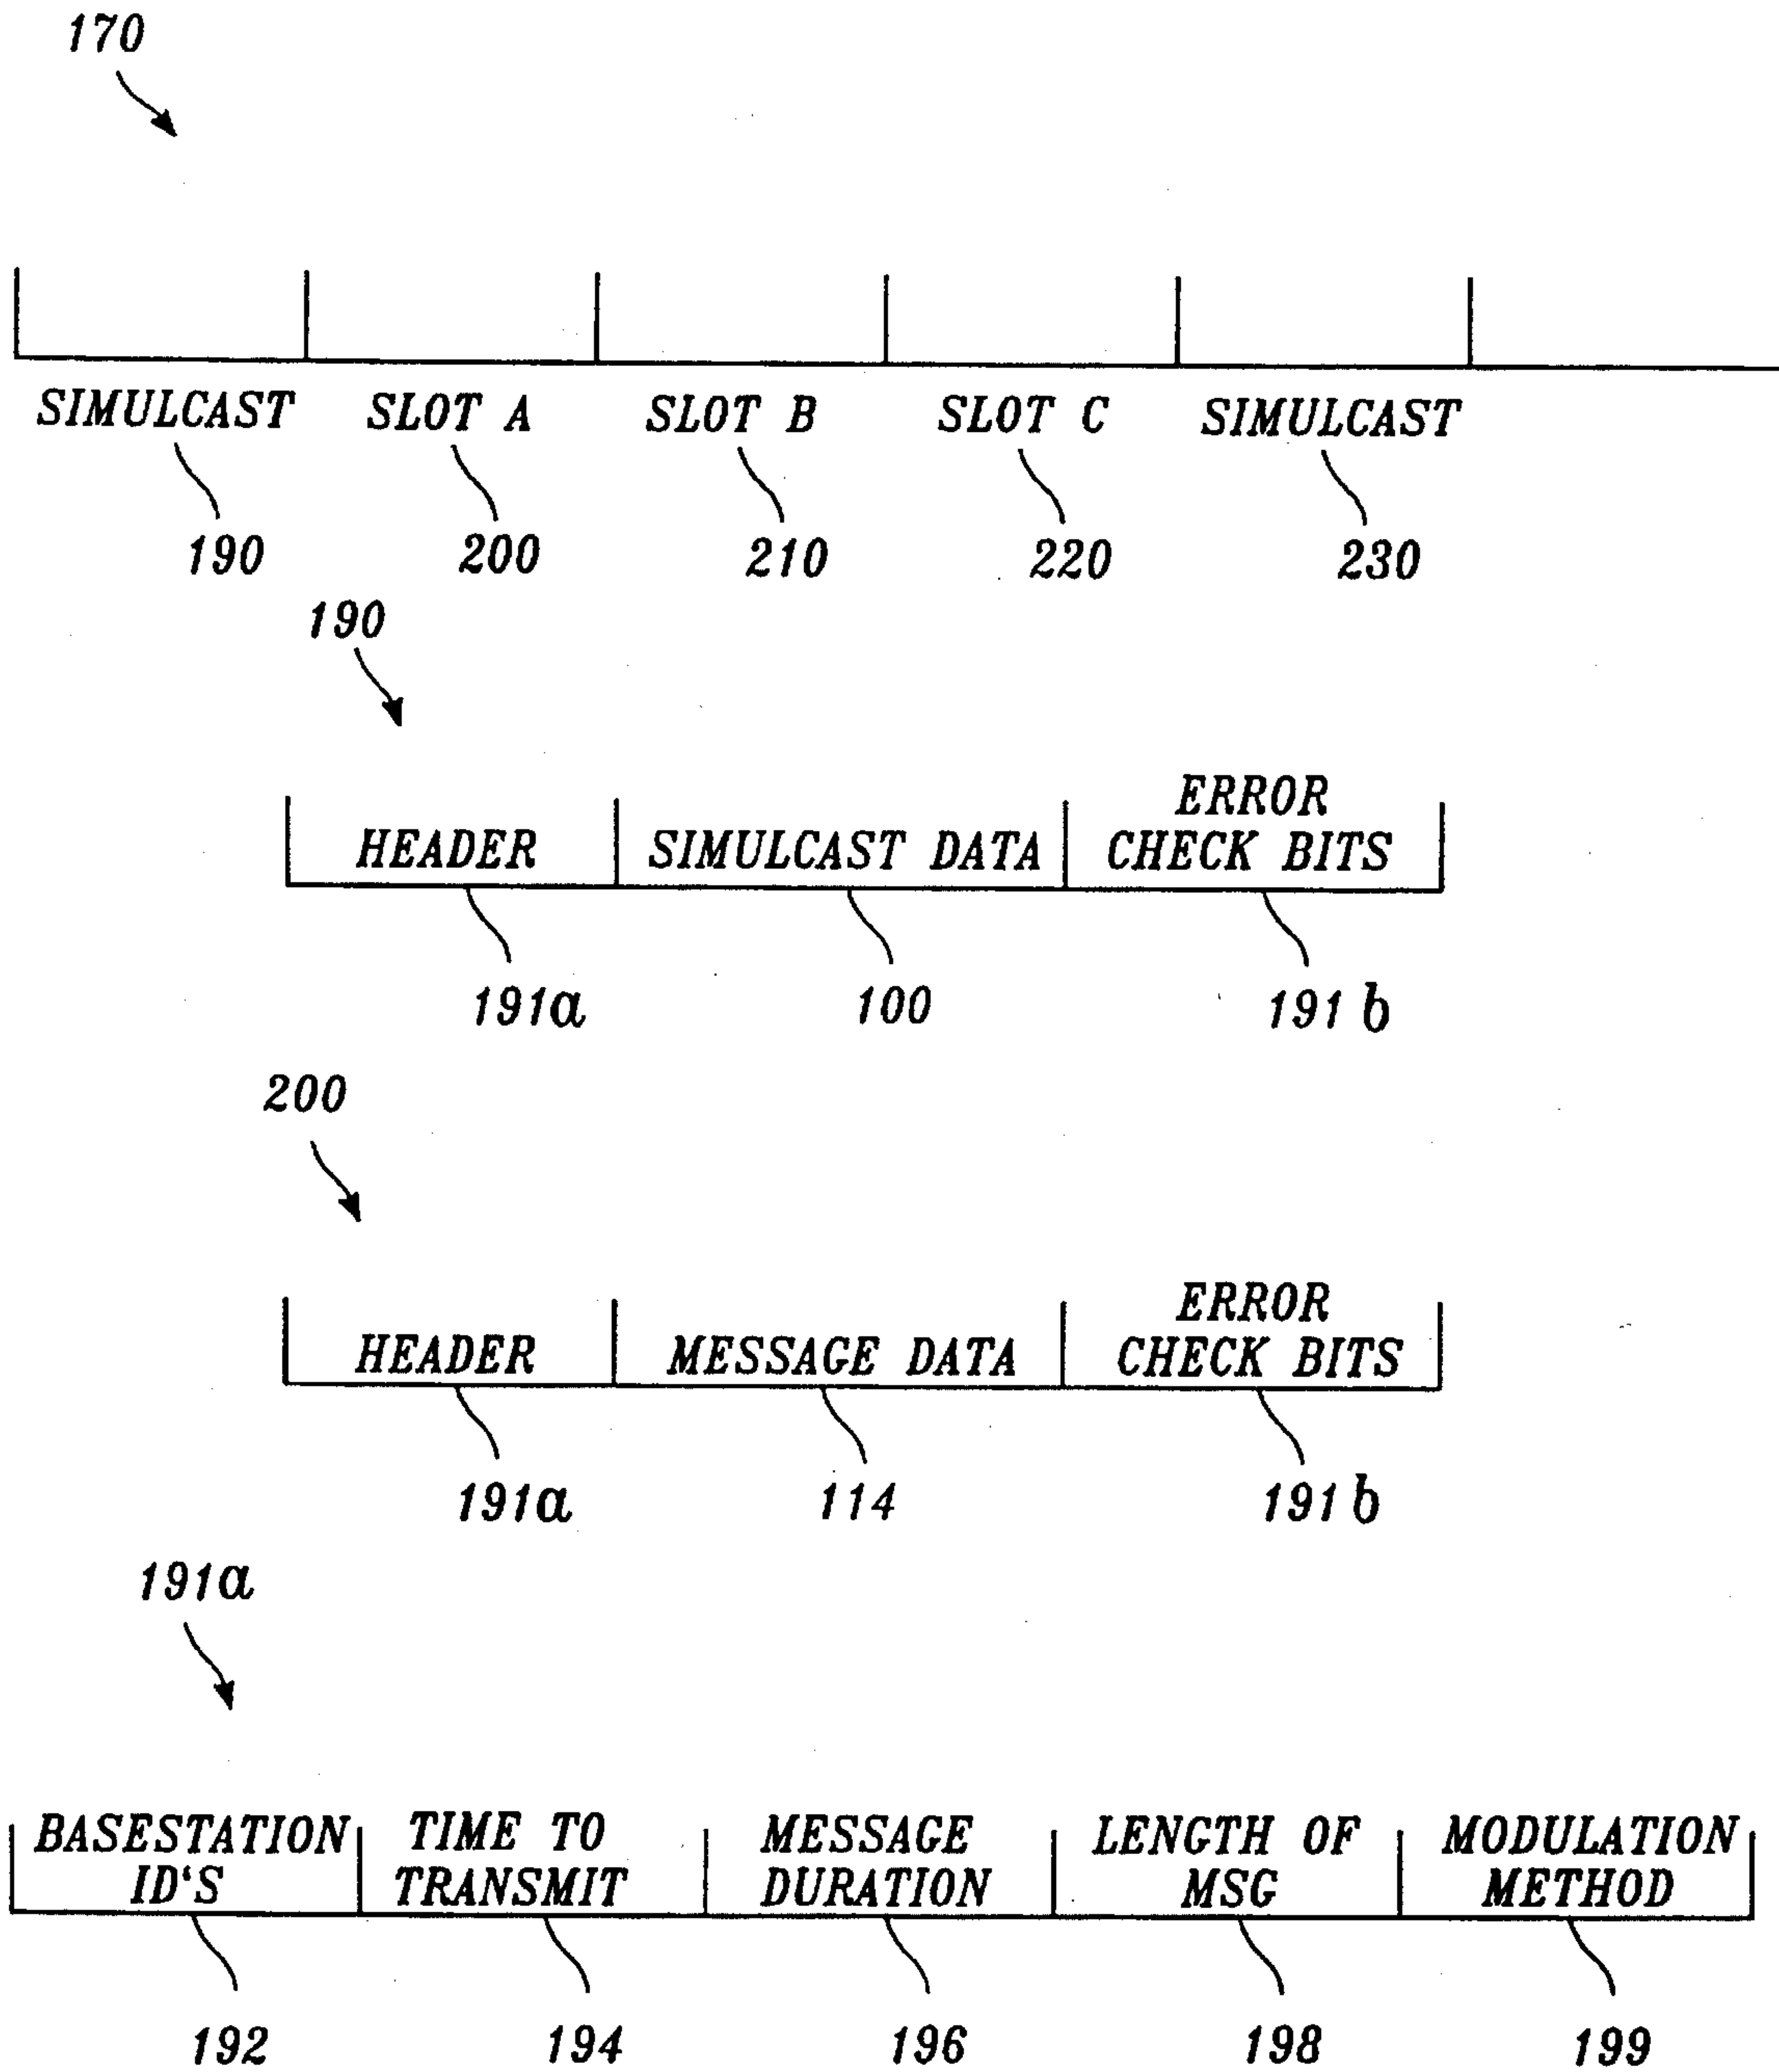 170
SIMULCAST SLOT A SLOT B SLOT C SIMULCAST
190 200 210 220 230
190
HEADER SIMULCAST DATA ERROR CHECK BITS
191a 100 191b
200
HEADER MESSAGE DATA ERROR CHECK BITS
191a 114 191b
191a
BASESTATION TIME TO MESSAGE LENGTH OF MODULATION
ID'S TRANSMIT DURATION MSG METHOD
192 194 196 198 199